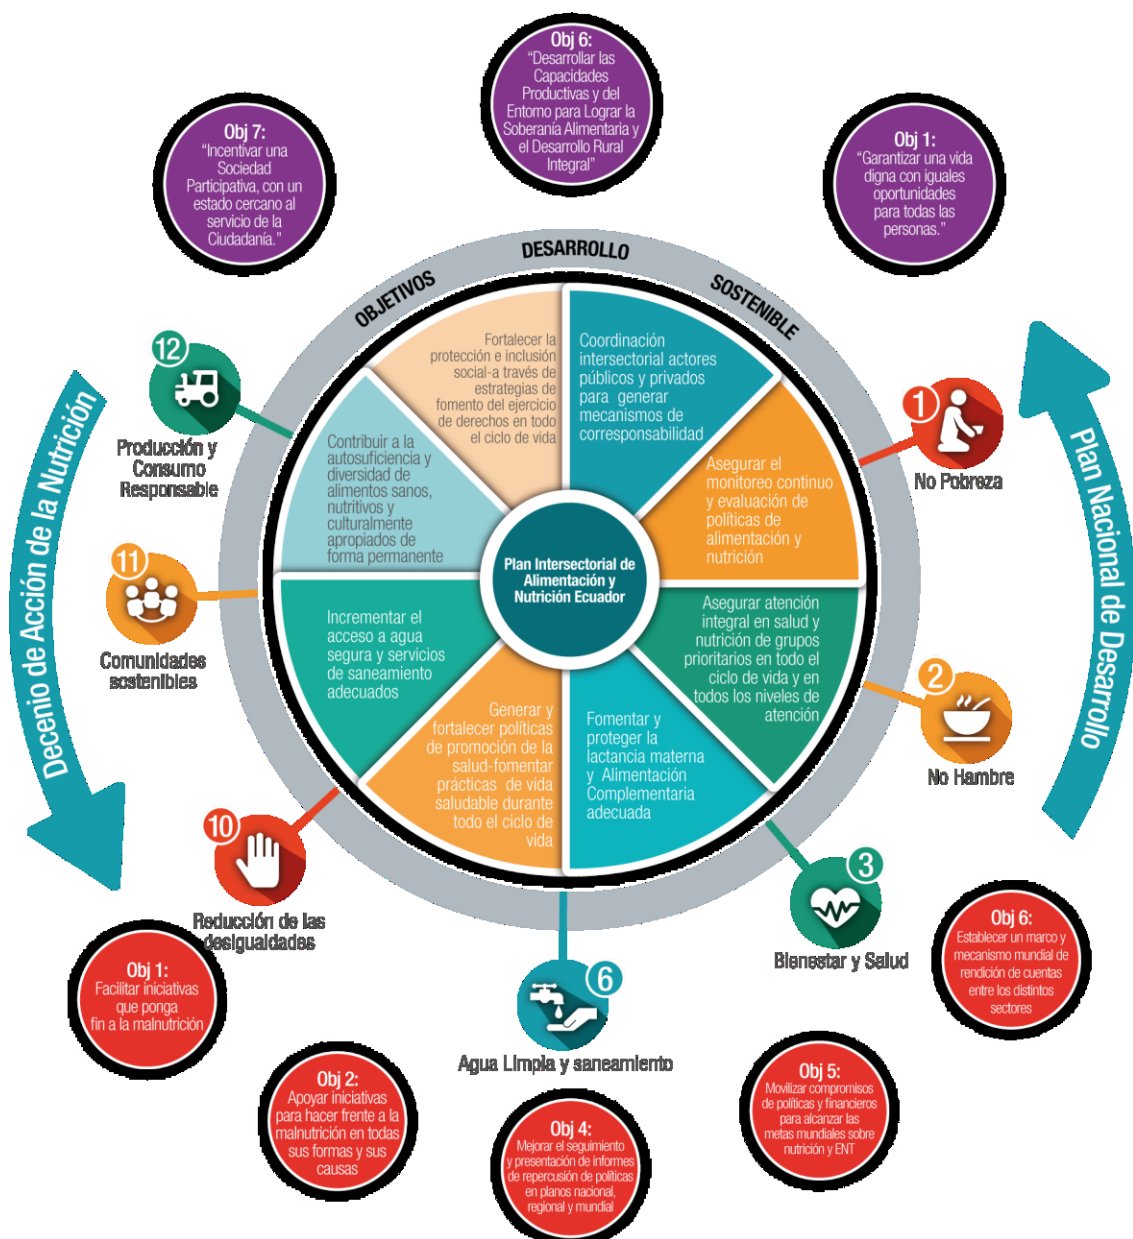 Obj 6:
“Desarrollar las
Capacidades
Productivas y del
Entorno para Lograr la
Soberanía Alimentaria y
el Desarrollo Rural
Integral”
Obj 7:
“Incentivar una
Sociedad
Participativa, con un
estado cercano al
servicio de la
Ciudadanía.”
Obj 1:
“Garantizar una vida
digna con iguales
oportunidades
para todas las
personas.”
OBJETIVOS
DESARROLLO
SOSTENIBLE
Fortalecer la
protección e inclusión
social-a través de
estrategias de
fomento del ejercicio
de derechos en todo
el ciclo de vida
Coordinación
intersectorial actores
públicos y privados
para generar
mecanismos de
corresponsabilidad
Contribuir a la
autosuficiencia y
diversidad de
alimentos sanos,
nutritivos y
culturalmente
apropiados de
forma permanente
Asegurar el
monitoreo continuo
y evaluación de
políticas de
alimentación y
nutrición
Plan Intersectorial de
Alimentación y
Nutrición Ecuador
Incrementar el
acceso a agua
segura y servicios
de saneamiento
adecuados
Asegurar atención
integral en salud y
nutrición de grupos
prioritarios en todo el
ciclo de vida y en
todos los niveles de
atención
Generar y
fortalecer políticas
de promoción de la
salud-fomentar
prácticas de vida
saludable durante
todo el ciclo de
vida
Fomentar y
proteger la
lactancia materna
y Alimentación
Complementaria
adecuada
12
Producción y
Consumo
Responsable
11
Comunidades
sostenibles
10
Reducción de las
desigualdades
6
Agua Limpia y saneamiento
3
Bienestar y Salud
2
No Hambre
1
No Pobreza
Decenio de Acción de la Nutrición
Plan Nacional de Desarrollo
Obj 1:
Facilitar iniciativas
que ponga
fin a la malnutrición
Obj 2:
Apoyar iniciativas
para hacer frente a la
malnutrición en todas
sus formas y sus
causas
Obj 4:
Mejorar el seguimiento
y presentación de informes
de repercusión de políticas
en planos nacional,
regional y mundial
Obj 5:
Movilizar compromisos
de políticas y financieros
para alcanzar las
metas mundiales sobre
nutrición y ENT
Obj 6:
Establecer un marco y
mecanismo mundial de
rendición de cuentas
entre los distintos
sectores